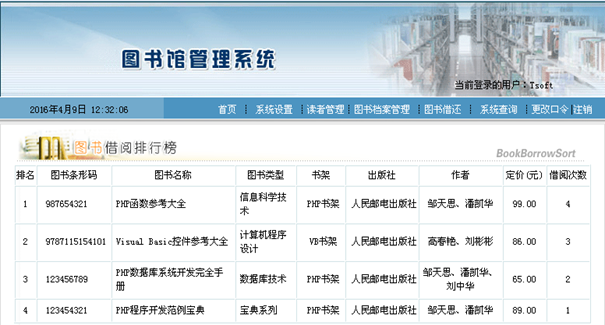 图书馆管理系统
当前登录的用户：Tsoft
2016年4月9日 12:32:06 首页 系统设置 读者管理 图书档案管理 图书借还 系统查询 更改口令 注销
图书借阅排行榜
BookBorrowSort
排名 图书条形码 图书名称 图书类型 书架 出版社 作者 定价(元) 借阅次数
1 987654321 PHP函数参考大全 信息科学技术 PHP书架 人民邮电出版社 邹天思、潘凯华 99.00 4
2 9787115154101 Visual Basic控件参考大全 计算机程序设计 VB书架 人民邮电出版社 高春艳、刘彬彬 86.00 3
3 123456789 PHP数据库系统开发完全手册 数据库技术 PHP书架 人民邮电出版社 邹天思、潘凯华、刘中华 65.00 2
4 123454321 PHP程序开发范例宝典 宝典系列 PHP书架 人民邮电出版社 邹天思、潘凯华 89.00 1